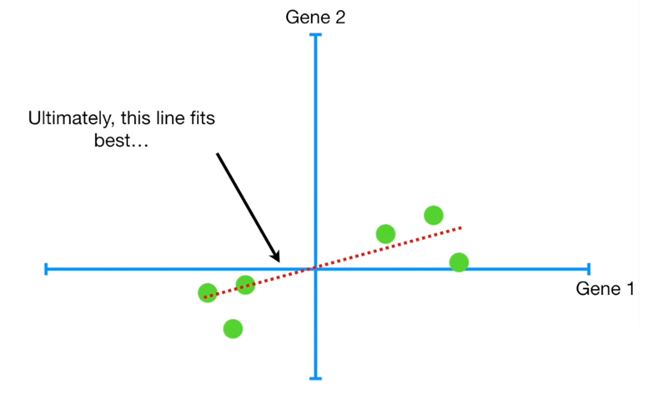 Gene 2
Ultimately, this line fits
best...
Gene 1